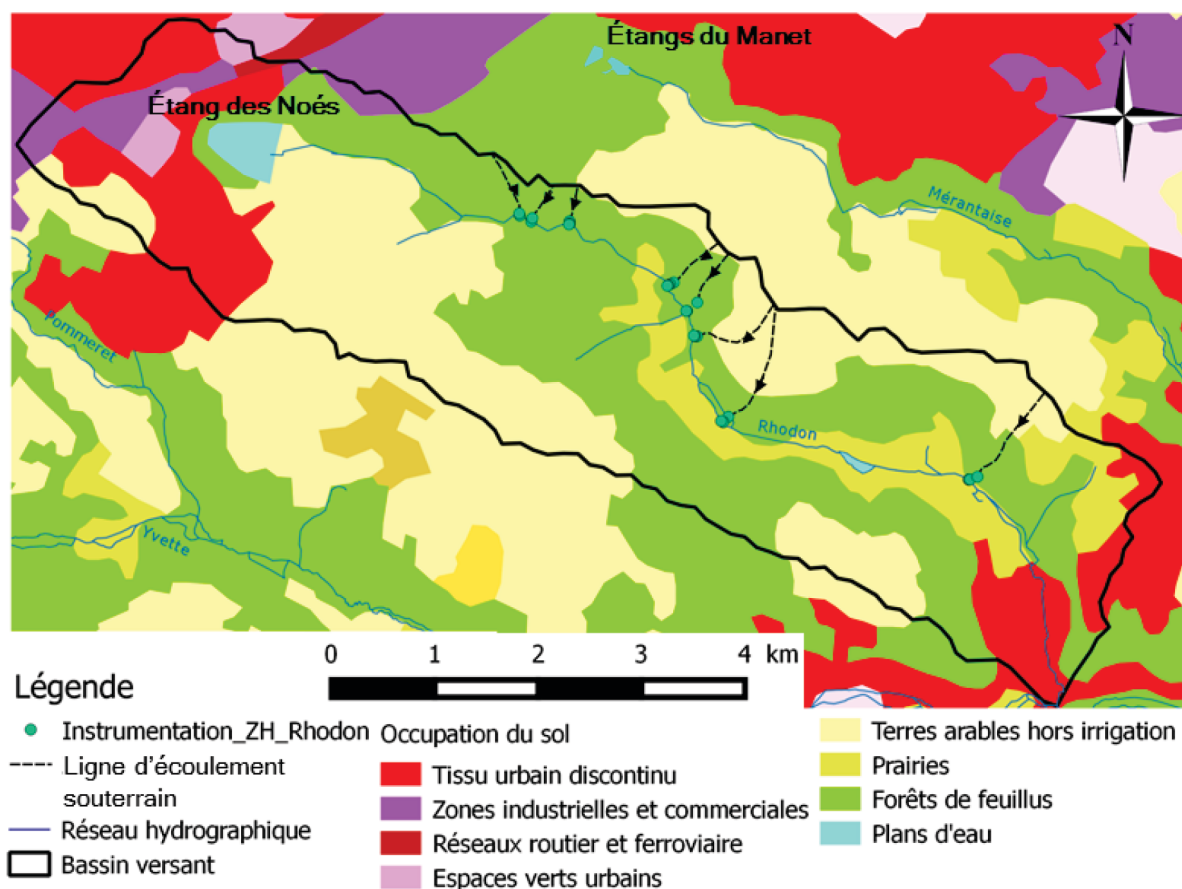 Étangs du Manet
N
Étang des Noés
Mérantaise
Pommeret
Rhodon
Yvette
0 1 2 3 4 km
Légende
Instrumentation_ZH_Rhodon
Ligne d'écoulement
souterrain
Réseau hydrographique
Bassin versant
Occupation du sol
Tissu urbain discontinu
Zones industrielles et commerciales
Réseaux routier et ferroviaire
Espaces verts urbains
Terres arables hors irrigation
Prairies
Forêts de feuillus
Plans d'eau